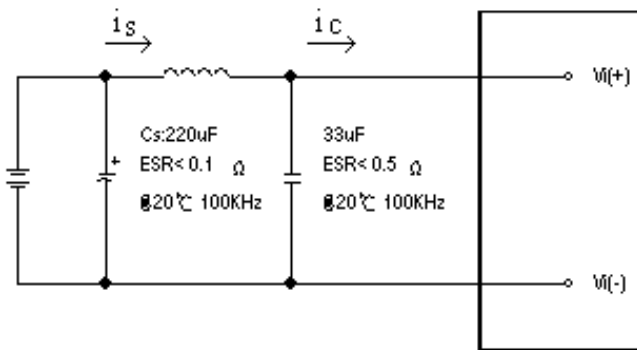 is
ic
Vi(+)
Cs:220uF
ESR<0.1 Ω
20℃ 100KHz
33uF
ESR<0.5 Ω
20℃ 100KHz
+
Vi(-)